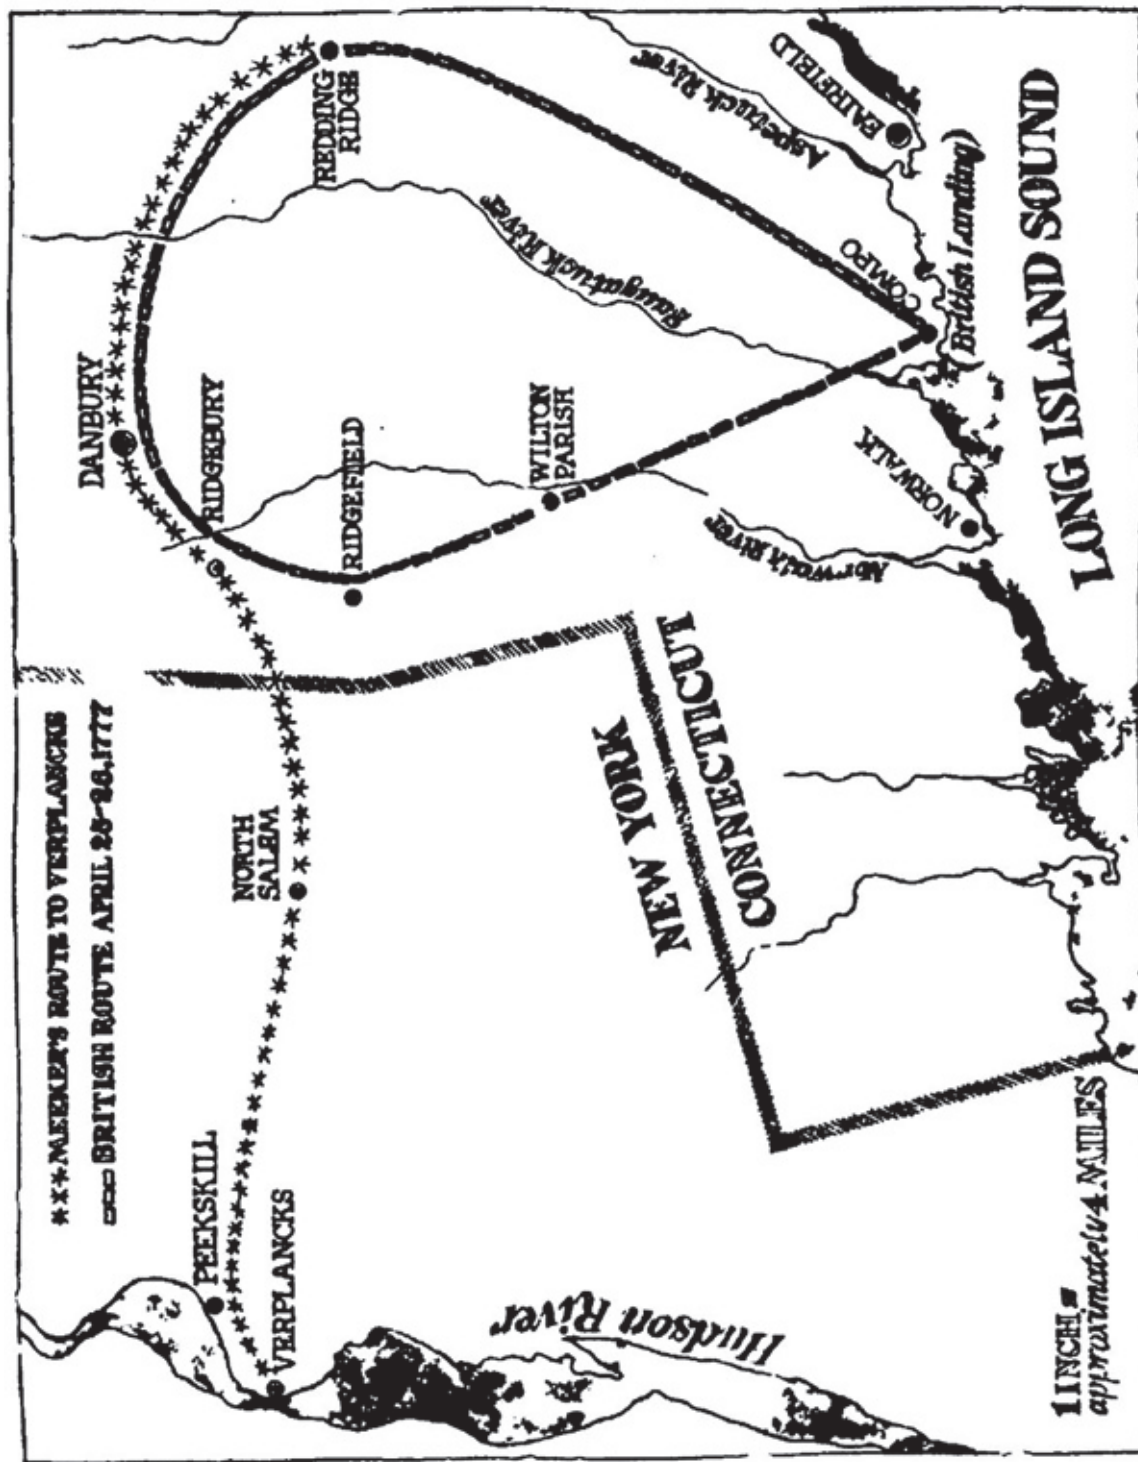 ***MEEKER'S ROUTE TO VERPLANCKS
BRITISH ROUTE APRIL 25-28,1777
PEEKSKILL
VERPLANCKS
NORTH
SALEM
DANBURY
RIDGEBURY
RIDGEFIELD
WILTON
PARISH
REDDING
RIDGE
Saugatuck River
Aspetuck River
FAIRFIELD
COMPO
(British Landing)
NORWALK
Norwalk River
NEW YORK
CONNECTICUT
LONG ISLAND SOUND
Hudson River
1 INCH =
approximately 4 MILES